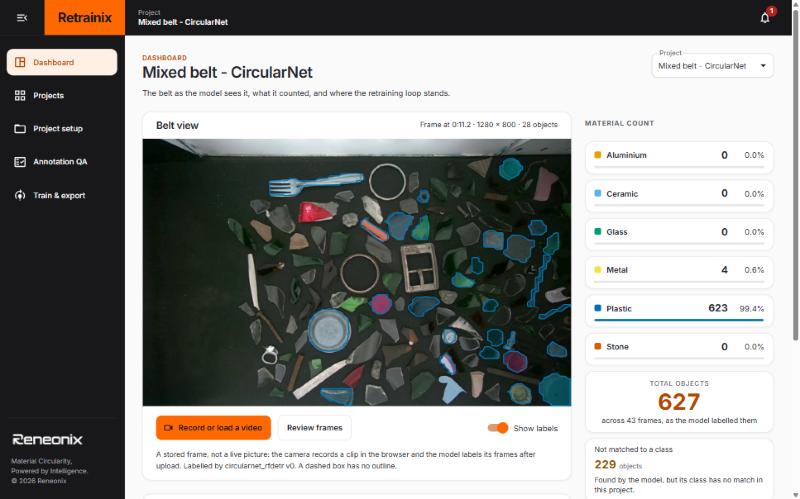 Retrainix
Project
Mixed belt - CircularNet
1
Dashboard
Projects
Project setup
Annotation QA
Train & export
Reneonix
Material Circularity,
Powered by Intelligence.
© 2026 Reneonix
DASHBOARD
Mixed belt - CircularNet
The belt as the model sees it, what it counted, and where the retraining loop stands.
Project
Mixed belt - CircularNet
Belt view
Frame at 0:11.2 · 1280 × 800 · 28 objects
Record or load a video
Review frames
Show labels
A stored frame, not a live picture: the camera records a clip in the browser and the model labels its frames after
upload. Labelled by circularnet_rfdetr v0. A dashed box has no outline.
MATERIAL COUNT
Aluminium 0 0.0%
Ceramic 0 0.0%
Glass 0 0.0%
Metal 4 0.6%
Plastic 623 99.4%
Stone 0 0.0%
TOTAL OBJECTS
627
across 43 frames, as the model labelled them
Not matched to a class
229 objects
Found by the model, but its class has no match in
this project.